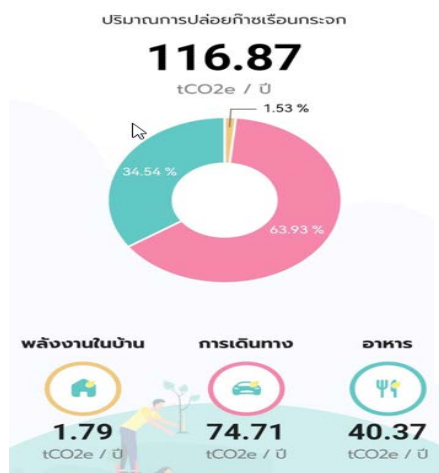 ปริมาณการปล่อยก๊าซเรือนกระจก
116.87
tCO2e / ปี
1.53 %
34.54 %
63.93 %
พลังงานในบ้าน การเดินทาง อาหาร
1.79 74.71 40.37
tCO2e / ปี tCO2e / ปี tCO2e / ปี